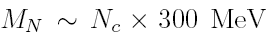 M_N ∼ N_c × 300 MeV